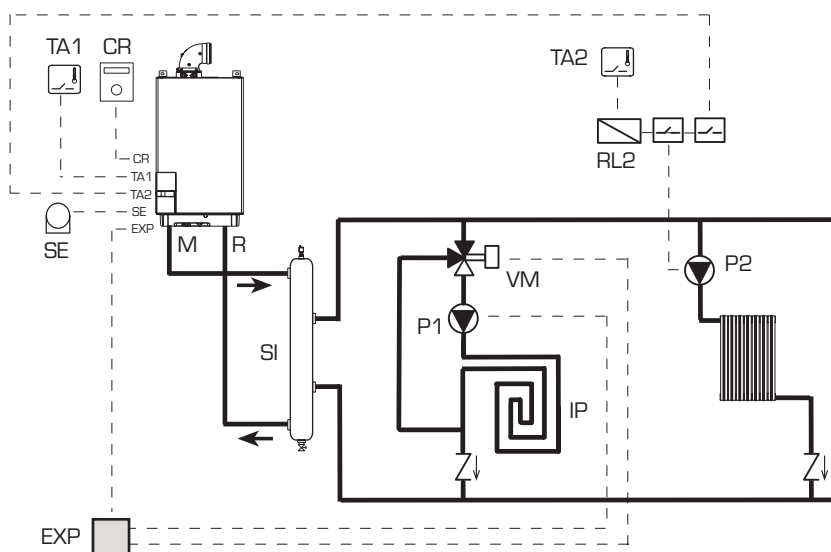 TA1 CR
TA2
RL2
CR
TA1
TA2
SE
EXP
SE
M R
VM
P2
P1
SI
IP
EXP